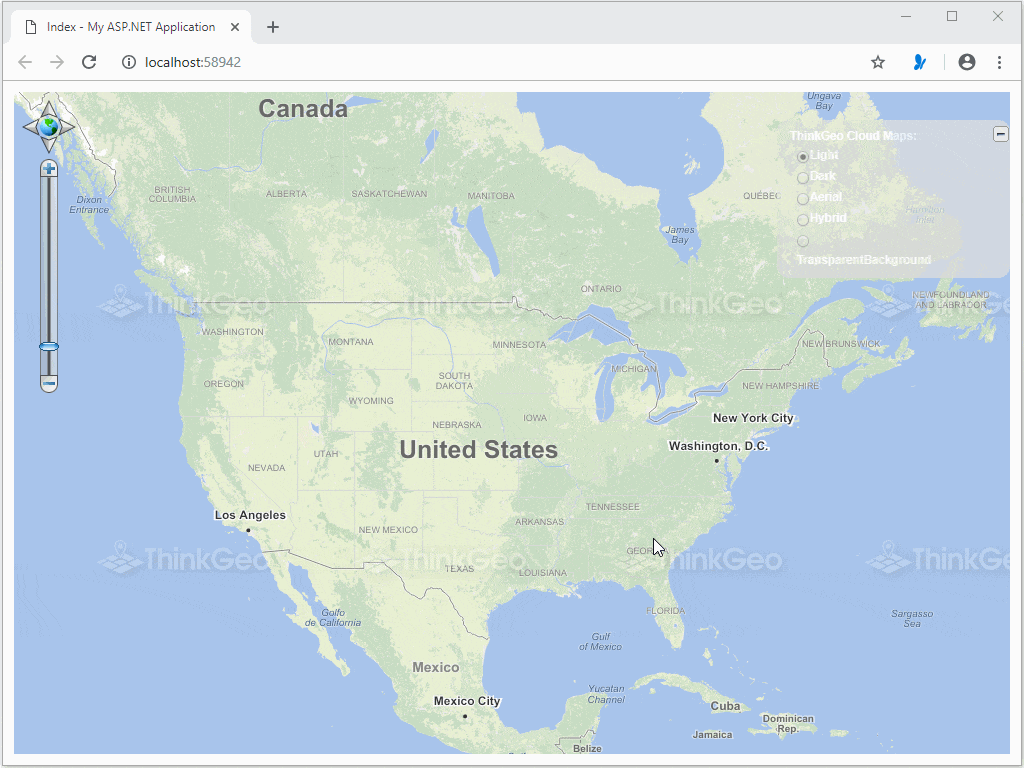 Index - My ASP.NET Application
localhost:58942
Canada
Ungava
Bay
ThinkGeo Cloud Maps:
Light
Dark
Aerial
Hybrid
TransparentBackground
BRITISH
COLUMBIA
ALBERTA
SASKATCHEWAN
MANITOBA
QUÉBEC
Dixon
Entrance
James
Bay
ONTARIO
NEWFOUNDLAND
AND LABRADOR
ThinkGeo
ThinkGeo
ThinkGeo
ThinkGe
WASHINGTON
MONTANA
MINNESOTA
NEW BRUNSWICK
MICHIGAN
OREGON
SOUTH
DAKOTA
NEW HAMPSHIRE
WYOMING
IOWA
NEBRASKA
New York City
United States
Washington, D.C.
UTAH
NEVADA
TENNESSEE
Los Angeles
ARKANSAS
NEW MEXICO
GEOR
ThinkGeo
ThinkGeo
ThinkGeo
ThinkGe
TEXAS
LOUISIANA
FLORIDA
Golfo
de California
Sargasso
Sea
Gulf
of Mexico
Mexico
Yucatan
Channel
Mexico City
Cuba
Dominican
Rep.
Jamaica
Belize